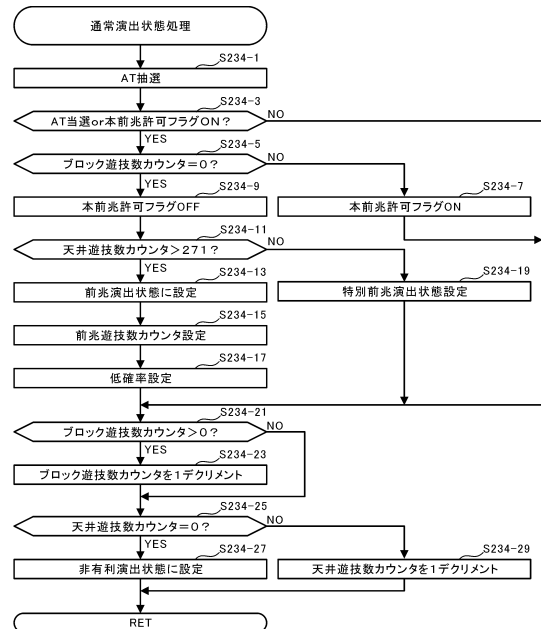 通常演出状態処理
S234-1
AT抽選
S234-3
AT当選or本前兆許可フラグON?
NO
YES
S234-5
ブロック遊技数カウンタ=0?
NO
YES
S234-9
本前兆許可フラグOFF
S234-7
本前兆許可フラグON
S234-11
天井遊技数カウンタ>271?
NO
YES
S234-13
前兆演出状態に設定
S234-19
特別前兆演出状態設定
S234-15
前兆遊技数カウンタ設定
S234-17
低確率設定
S234-21
ブロック遊技数カウンタ>0?
NO
YES
S234-23
ブロック遊技数カウンタを1デクリメント
S234-25
天井遊技数カウンタ=0?
NO
YES
S234-27
非有利演出状態に設定
S234-29
天井遊技数カウンタを1デクリメント
RET